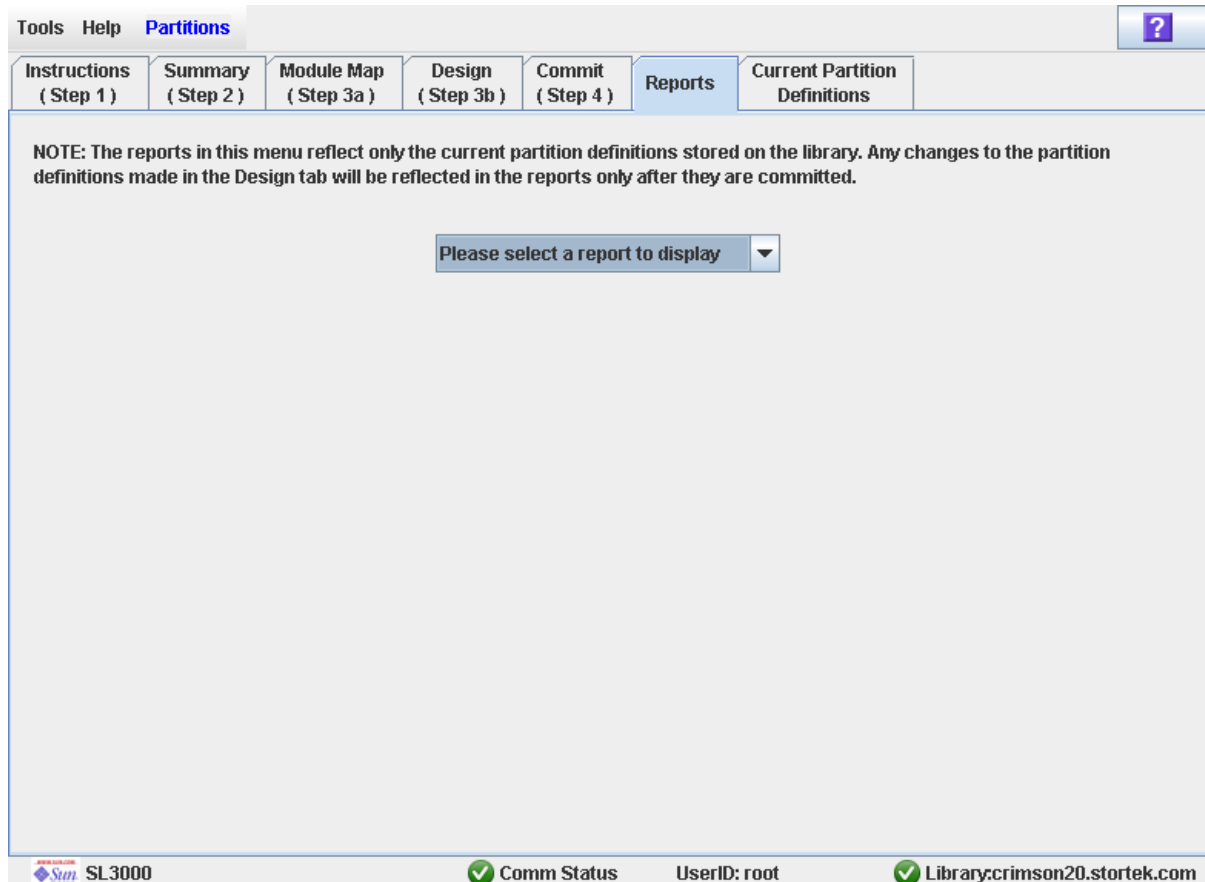 Tools Help Partitions ?
Instructions
( Step 1 )
Summary
( Step 2 )
Module Map
( Step 3a )
Design
( Step 3b )
Commit
( Step 4 )
Reports
Current Partition
Definitions
NOTE: The reports in this menu reflect only the current partition definitions stored on the library. Any changes to the partition
definitions made in the Design tab will be reflected in the reports only after they are committed.
Please select a report to display
Sun SL3000 Comm Status UserID: root Library:crimson20.stortek.com